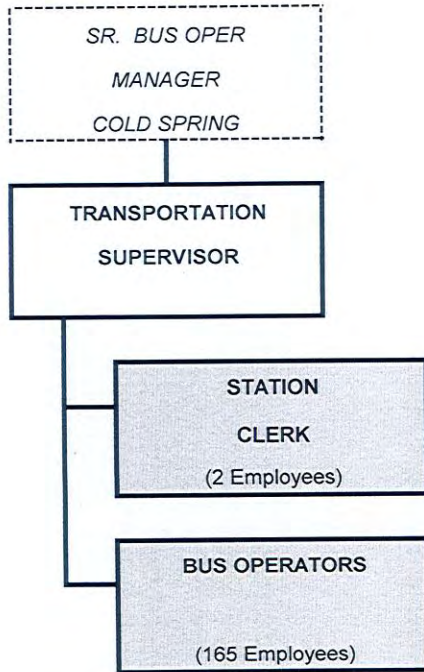 SR. BUS OPER
MANAGER
COLD SPRING
TRANSPORTATION
SUPERVISOR
STATION
CLERK
(2 Employees)
BUS OPERATORS
(165 Employees)